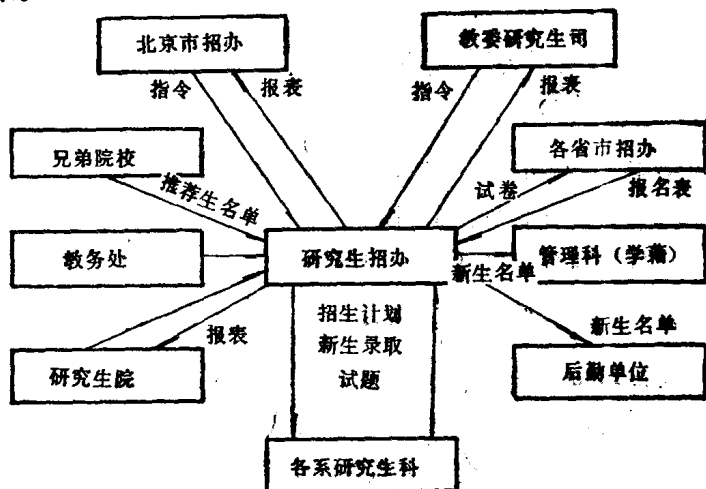 北京市招办
教委研究生司
指令
报表
指令
报表
兄弟院校
各省市招办
推荐生名单
试卷
报名表
教务处
研究生招办
管理科（学籍）
新生名单
招生计划
新生录取
试题
报表
新生名单
研究生院
后勤单位
各系研究生科